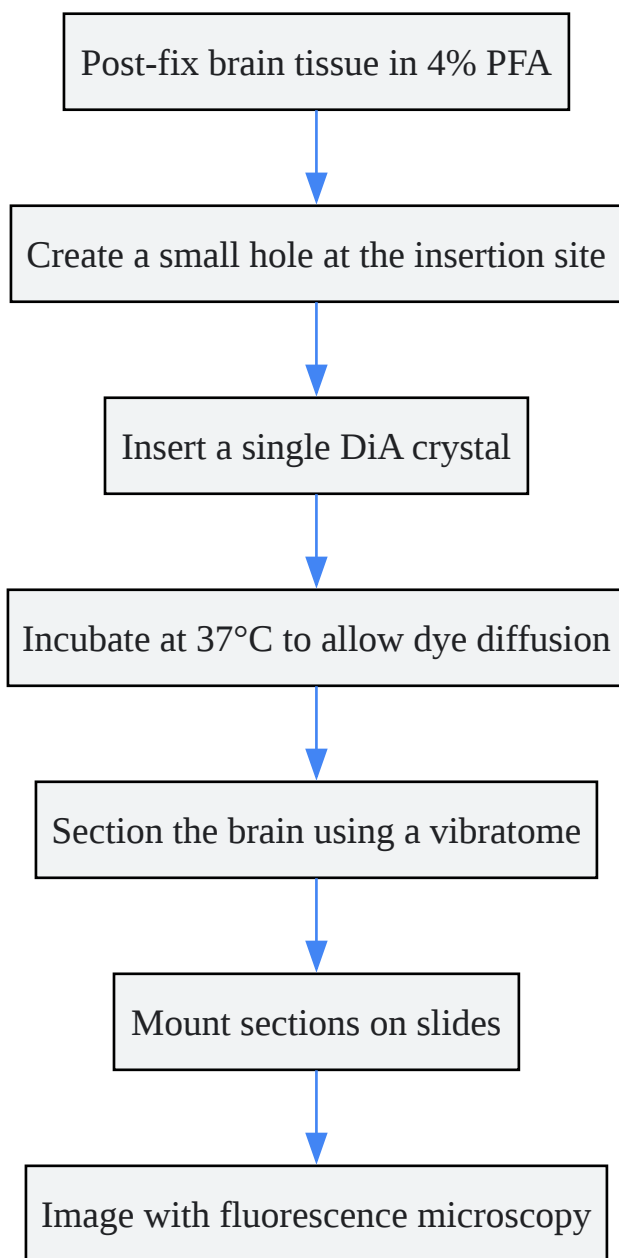 Post-fix brain tissue in 4% PFA
Create a small hole at the insertion site
Insert a single DiA crystal
Incubate at 37°C to allow dye diffusion
Section the brain using a vibratome
Mount sections on slides
Image with fluorescence microscopy